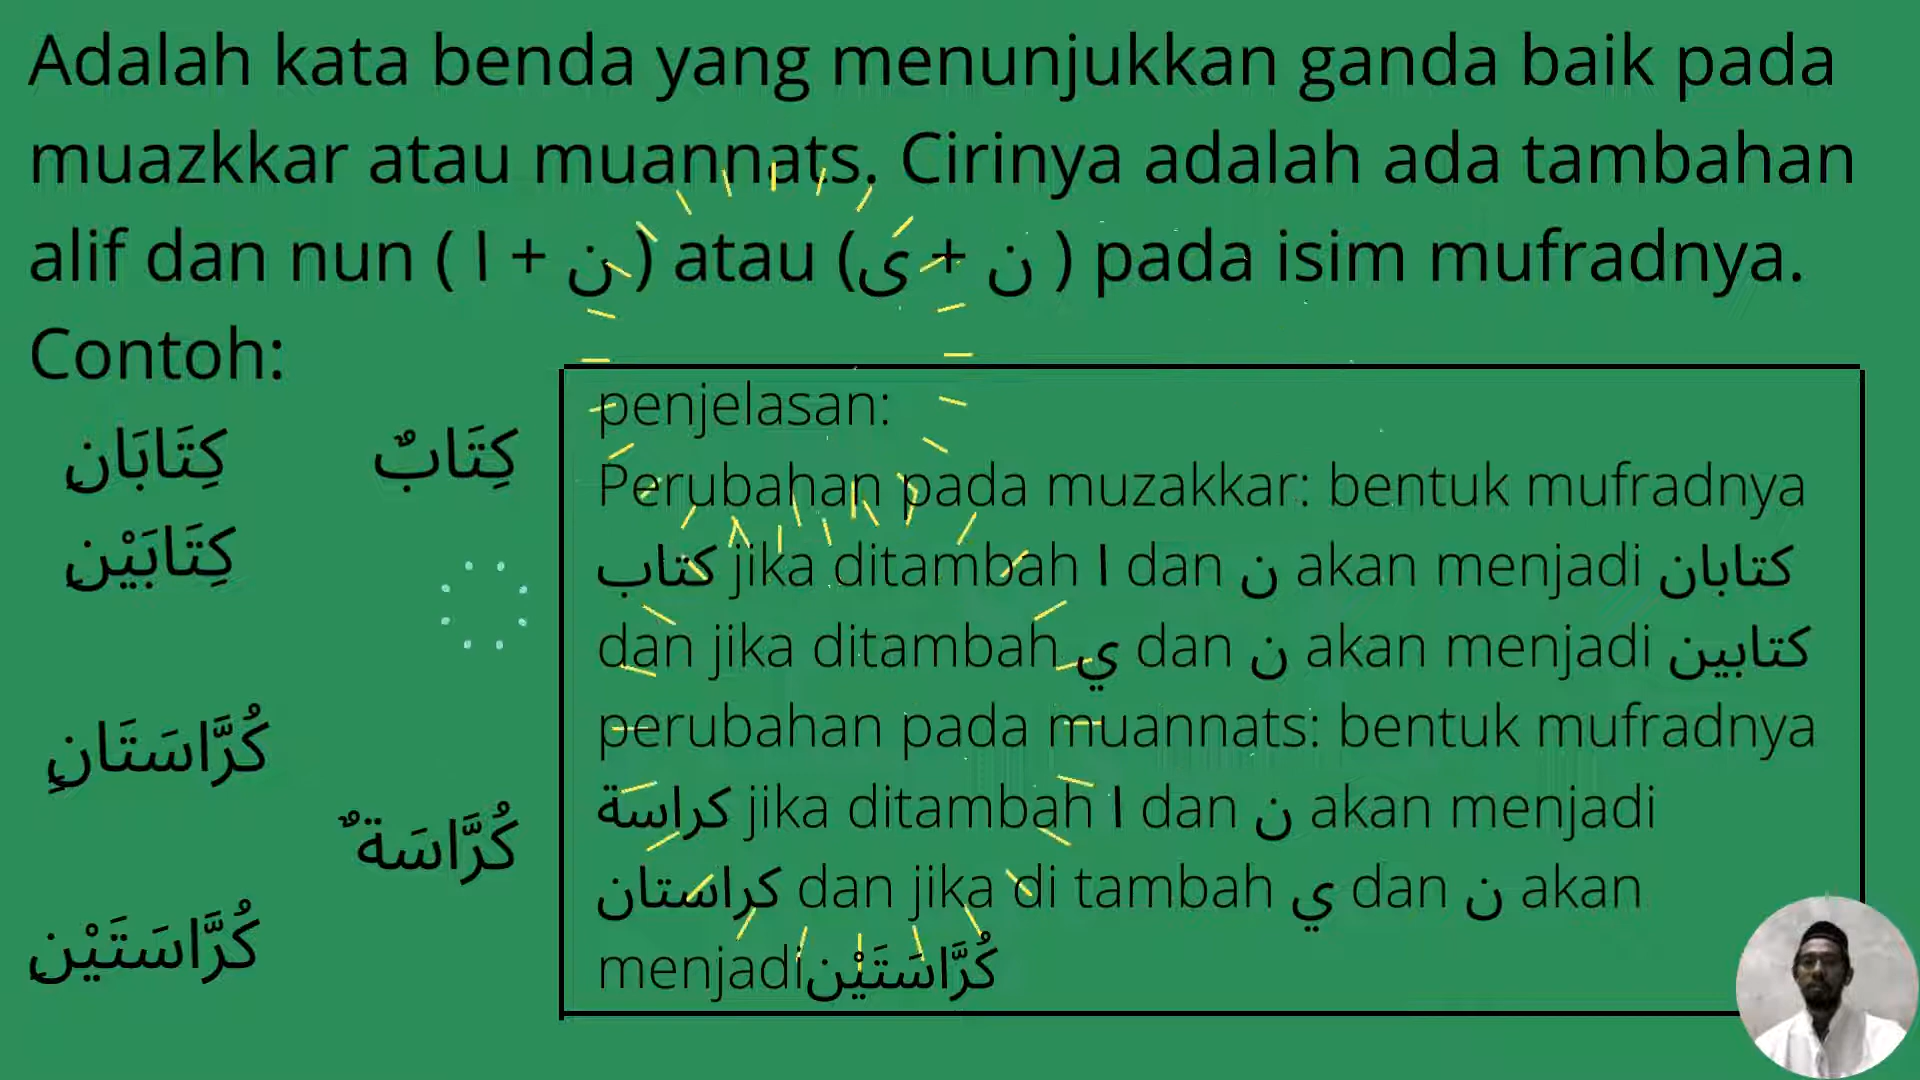 Adalah kata benda yang menunjukkan ganda baik pada
muazkkar atau muannats. Cirinya adalah ada tambahan
alif dan nun ( ا + ن ) atau (ى + ن ) pada isim mufradnya.
Contoh:
كِتَابٌ كِتَابَانِ
كِتَابَيْنِ
كُرَّاسَتَانِ
كُرَّاسَةٌ
كُرَّاسَتَيْنِ
penjelasan:
Perubahan pada muzakkar: bentuk mufradnya
كتاب jika ditambah ا dan ن akan menjadi كتابان
dan jika ditambah ي dan ن akan menjadi كتابين
perubahan pada muannats: bentuk mufradnya
كراسة jika ditambah ا dan ن akan menjadi
كراستان dan jika di tambah ي dan ن akan
menjadi كُرَّاسَتَيْن